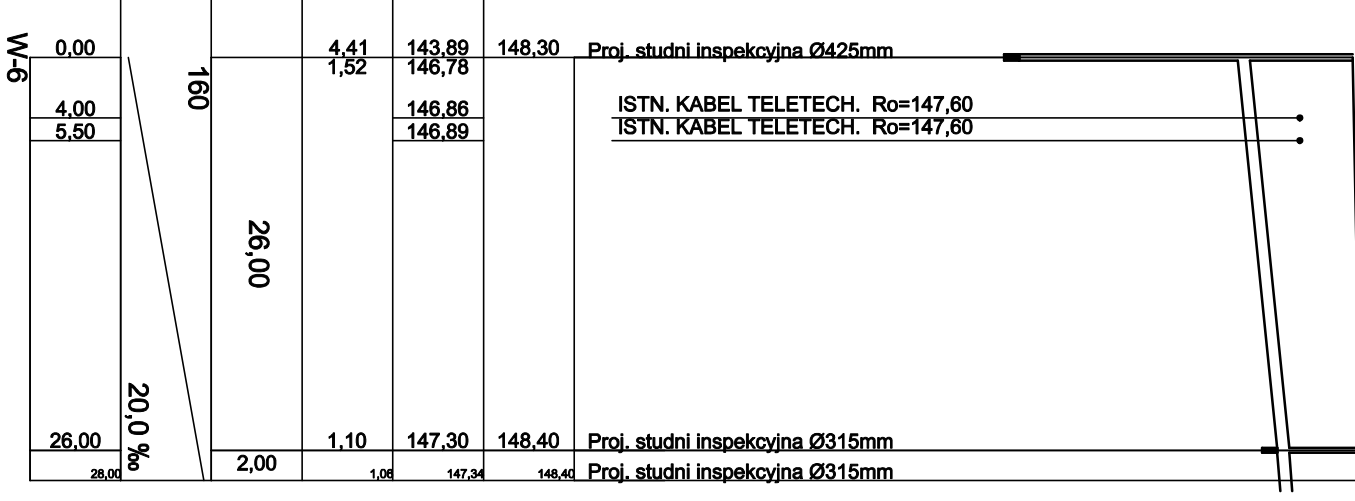 W-6
0,00 4,41 143,89 148,30 Proj. studni inspekcyjna Ø425mm
160 1,52 146,78
4,00 146,86 ISTN. KABEL TELETECH. Ro=147,60
5,50 146,89 ISTN. KABEL TELETECH. Ro=147,60
26,00
20,0 ‰
26,00 1,10 147,30 148,40 Proj. studni inspekcyjna Ø315mm
28,00 2,00 1,06 147,34 148,40 Proj. studni inspekcyjna Ø315mm